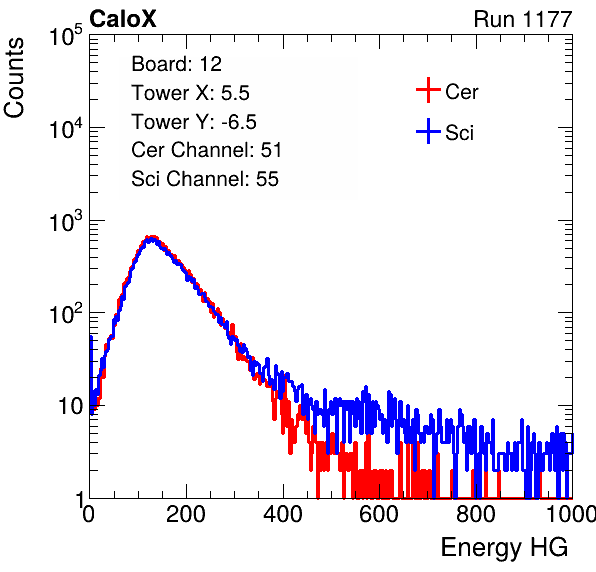 CaloX Run 1177
Counts
Board: 12
Tower X: 5.5
Tower Y: -6.5
Cer Channel: 51
Sci Channel: 55
Cer
Sci
10^5
10^4
10^3
10^2
10
1
0 200 400 600 800 1000
Energy HG